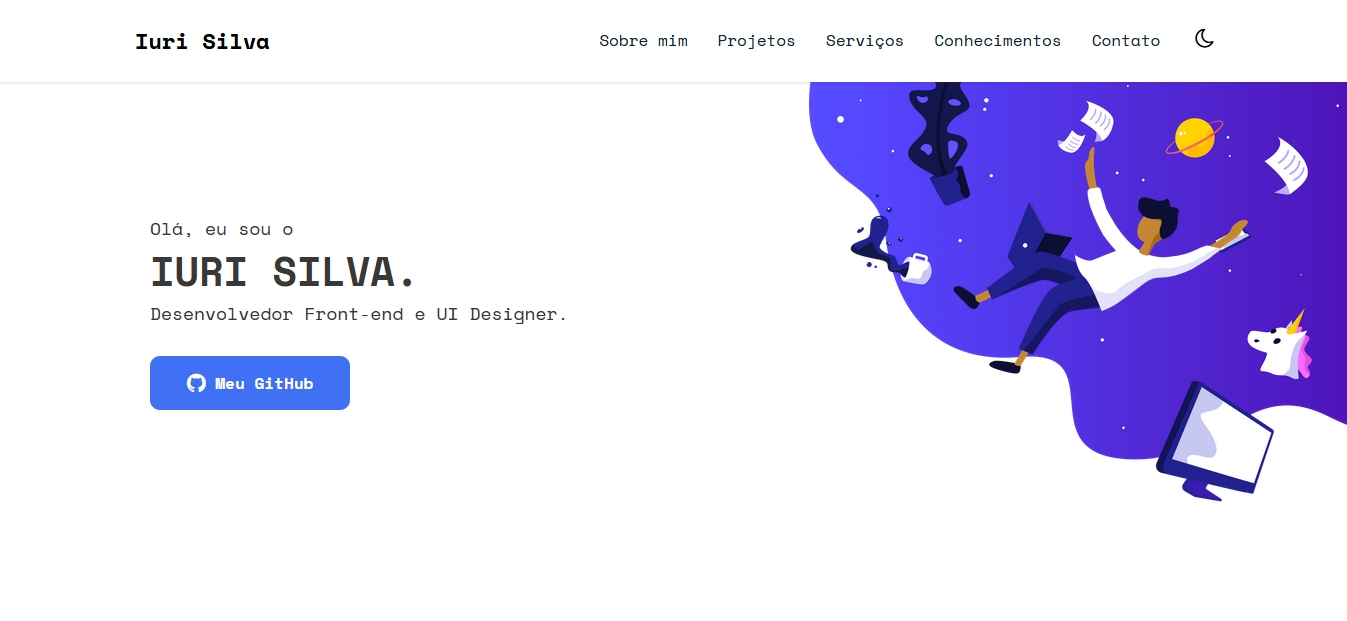 Iuri Silva
Sobre mim Projetos Serviços Conhecimentos Contato
Olá, eu sou o
IURI SILVA.
Desenvolvedor Front-end e UI Designer.
Meu GitHub